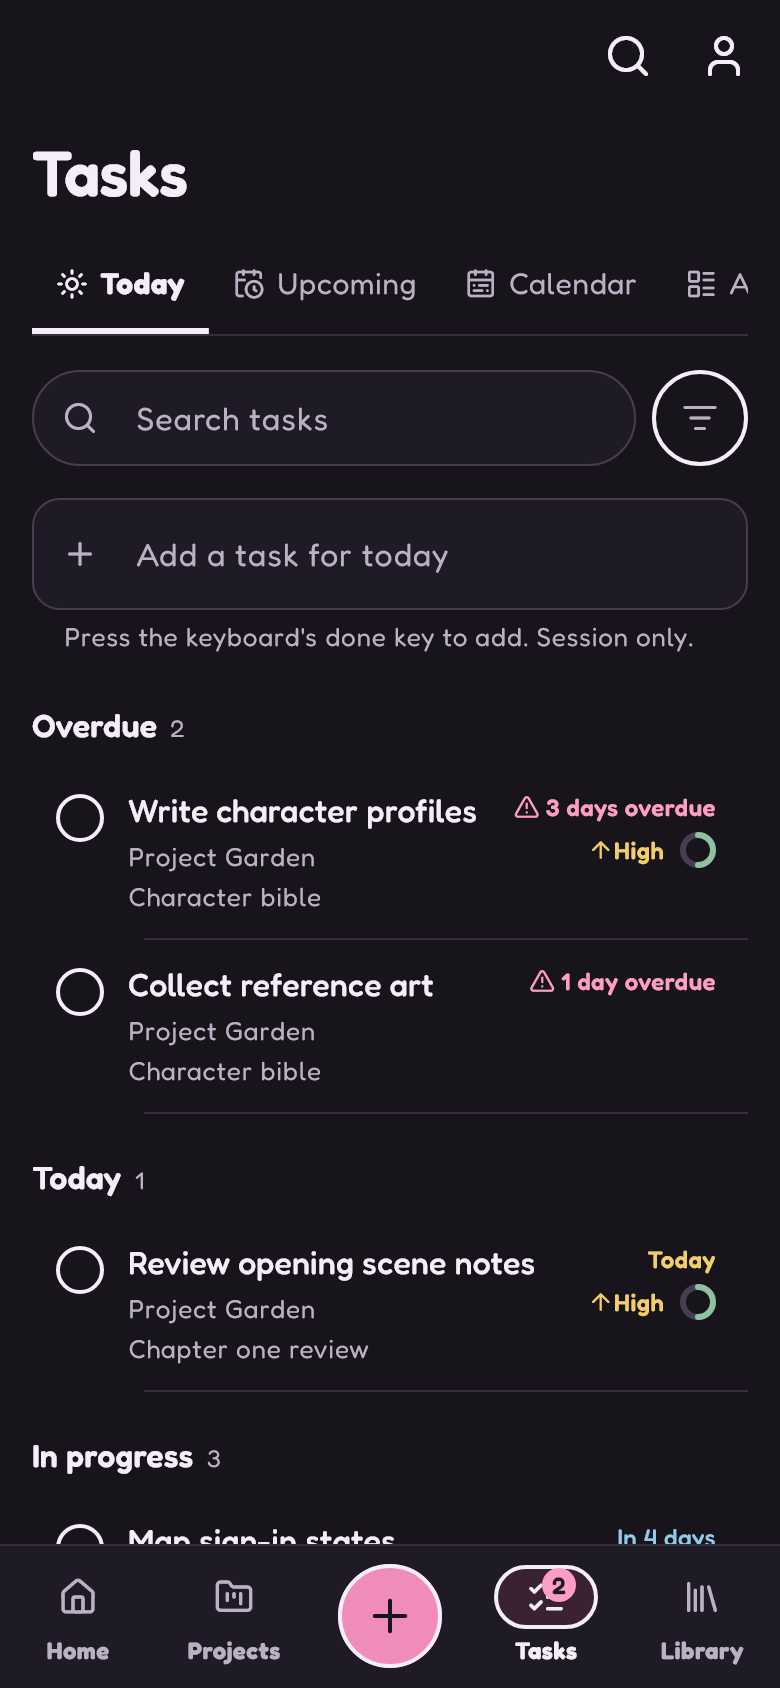 Tasks
Today Upcoming Calendar A
Search tasks
Add a task for today
Press the keyboard's done key to add. Session only.
Overdue 2
Write character profiles
3 days overdue
Project Garden
High
Character bible
Collect reference art
1 day overdue
Project Garden
Character bible
Today 1
Review opening scene notes
Today
Project Garden
High
Chapter one review
In progress 3
Map sign-in states
In 4 days
2
Home Projects Tasks Library